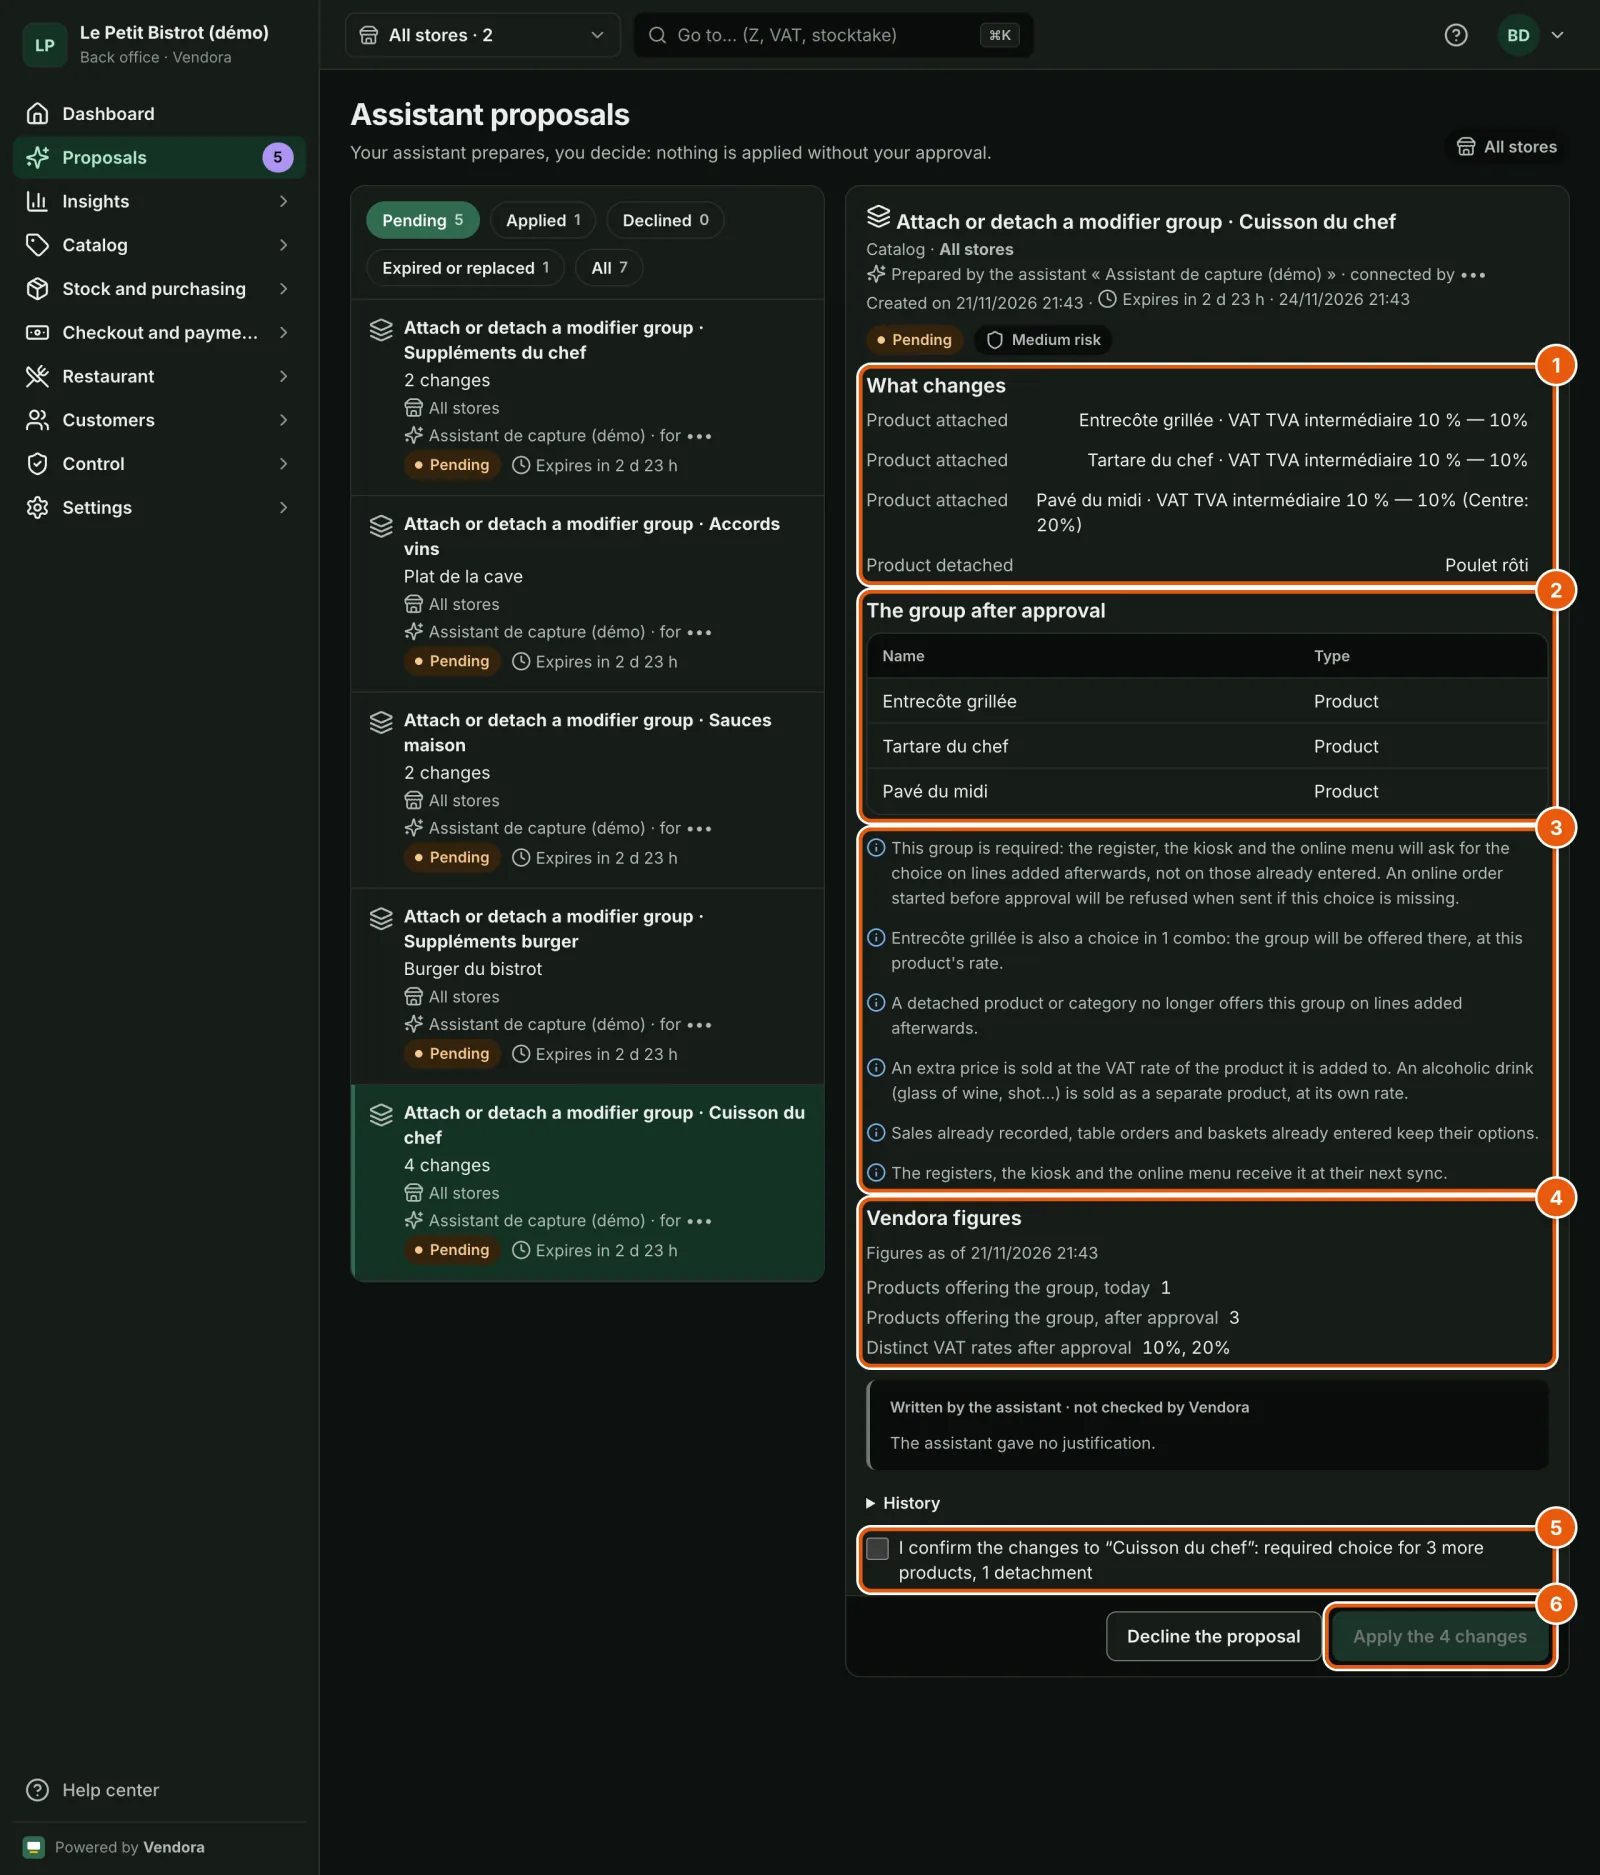 LP
Le Petit Bistrot (démo)
Back office · Vendora
All stores · 2
Go to... (Z, VAT, stocktake)
⌘K
BD
Dashboard
Proposals
5
Insights
Catalog
Stock and purchasing
Checkout and payme...
Restaurant
Customers
Control
Settings
Help center
Powered by Vendora
Assistant proposals
Your assistant prepares, you decide: nothing is applied without your approval.
All stores
Pending 5
Applied 1
Declined 0
Expired or replaced 1
All 7
Attach or detach a modifier group ·
Suppléments du chef
2 changes
All stores
Assistant de capture (démo) · for •••
Pending
Expires in 2 d 23 h
Attach or detach a modifier group · Accords
vins
Plat de la cave
All stores
Assistant de capture (démo) · for •••
Pending
Expires in 2 d 23 h
Attach or detach a modifier group · Sauces
maison
2 changes
All stores
Assistant de capture (démo) · for •••
Pending
Expires in 2 d 23 h
Attach or detach a modifier group ·
Suppléments burger
Burger du bistrot
All stores
Assistant de capture (démo) · for •••
Pending
Expires in 2 d 23 h
Attach or detach a modifier group · Cuisson du
chef
4 changes
All stores
Assistant de capture (démo) · for •••
Pending
Expires in 2 d 23 h
Attach or detach a modifier group · Cuisson du chef
Catalog · All stores
Prepared by the assistant « Assistant de capture (démo) » · connected by •••
Created on 21/11/2026 21:43 · Expires in 2 d 23 h · 24/11/2026 21:43
Pending
Medium risk
1
What changes
Product attached Entrecôte grillée · VAT TVA intermédiaire 10 % — 10%
Product attached Tartare du chef · VAT TVA intermédiaire 10 % — 10%
Product attached Pavé du midi · VAT TVA intermédiaire 10 % — 10% (Centre:
20%)
Product detached Poulet rôti
2
The group after approval
Name Type
Entrecôte grillée Product
Tartare du chef Product
Pavé du midi Product
3
This group is required: the register, the kiosk and the online menu will ask for the
choice on lines added afterwards, not on those already entered. An online order
started before approval will be refused when sent if this choice is missing.
Entrecôte grillée is also a choice in 1 combo: the group will be offered there, at this
product's rate.
A detached product or category no longer offers this group on lines added
afterwards.
An extra price is sold at the VAT rate of the product it is added to. An alcoholic drink
(glass of wine, shot...) is sold as a separate product, at its own rate.
Sales already recorded, table orders and baskets already entered keep their options.
The registers, the kiosk and the online menu receive it at their next sync.
4
Vendora figures
Figures as of 21/11/2026 21:43
Products offering the group, today 1
Products offering the group, after approval 3
Distinct VAT rates after approval 10%, 20%
Written by the assistant · not checked by Vendora
The assistant gave no justification.
History
5
I confirm the changes to “Cuisson du chef”: required choice for 3 more
products, 1 detachment
6
Decline the proposal
Apply the 4 changes